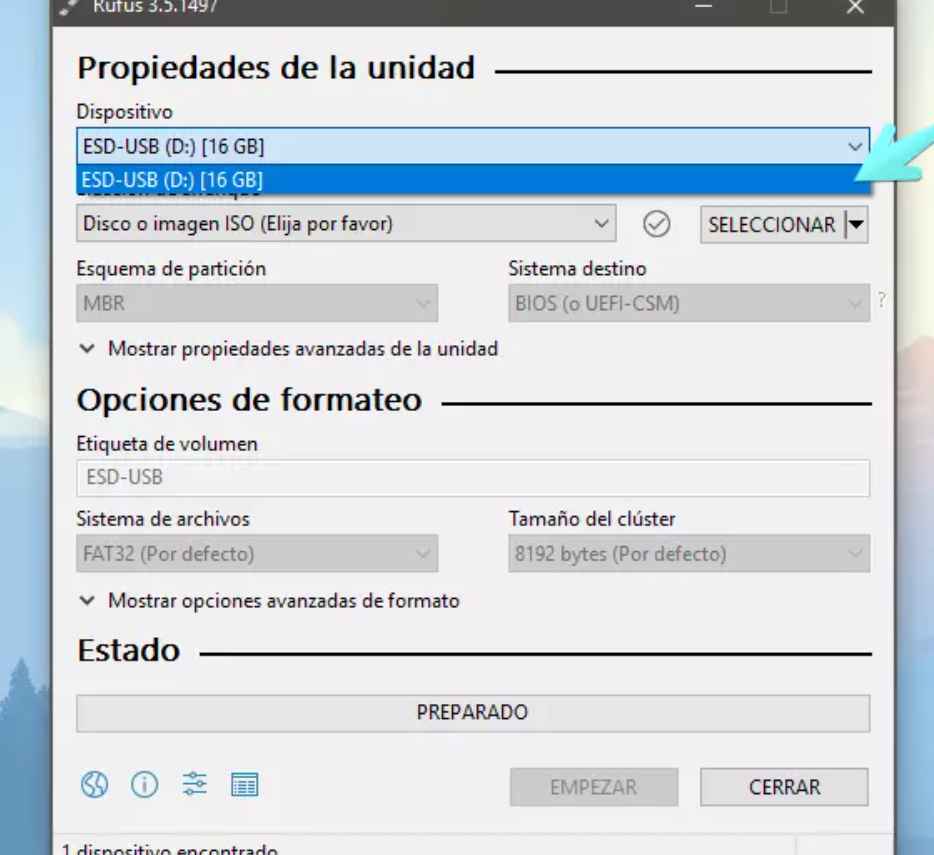 Rufus 3.5.1497
Propiedades de la unidad
Dispositivo
ESD-USB (D:) [16 GB]
ESD-USB (D:) [16 GB]
Disco o imagen ISO (Elija por favor)
SELECCIONAR
Esquema de partición
Sistema destino
MBR
BIOS (o UEFI-CSM)
?
Mostrar propiedades avanzadas de la unidad
Opciones de formateo
Etiqueta de volumen
ESD-USB
Sistema de archivos
Tamaño del clúster
FAT32 (Por defecto)
8192 bytes (Por defecto)
Mostrar opciones avanzadas de formato
Estado
PREPARADO
EMPEZAR
CERRAR
1 dispositivo encontrado